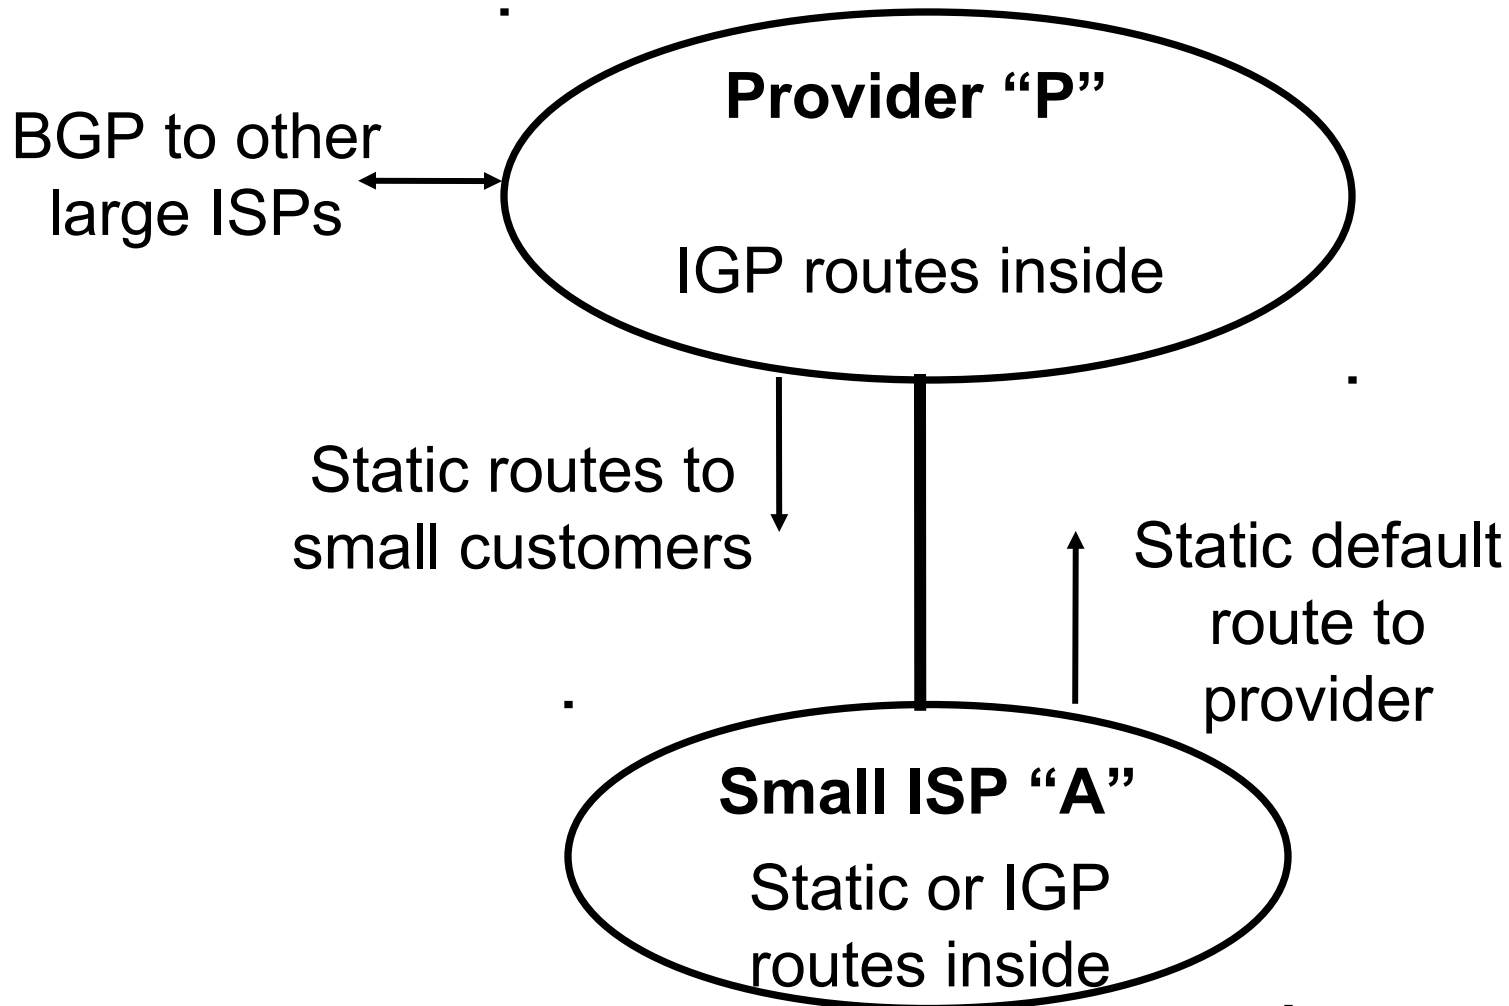 Provider “P”
BGP to other
large ISPs
IGP routes inside
Static routes to
small customers
Static default
route to
provider
Small ISP “A”
Static or IGP
routes inside